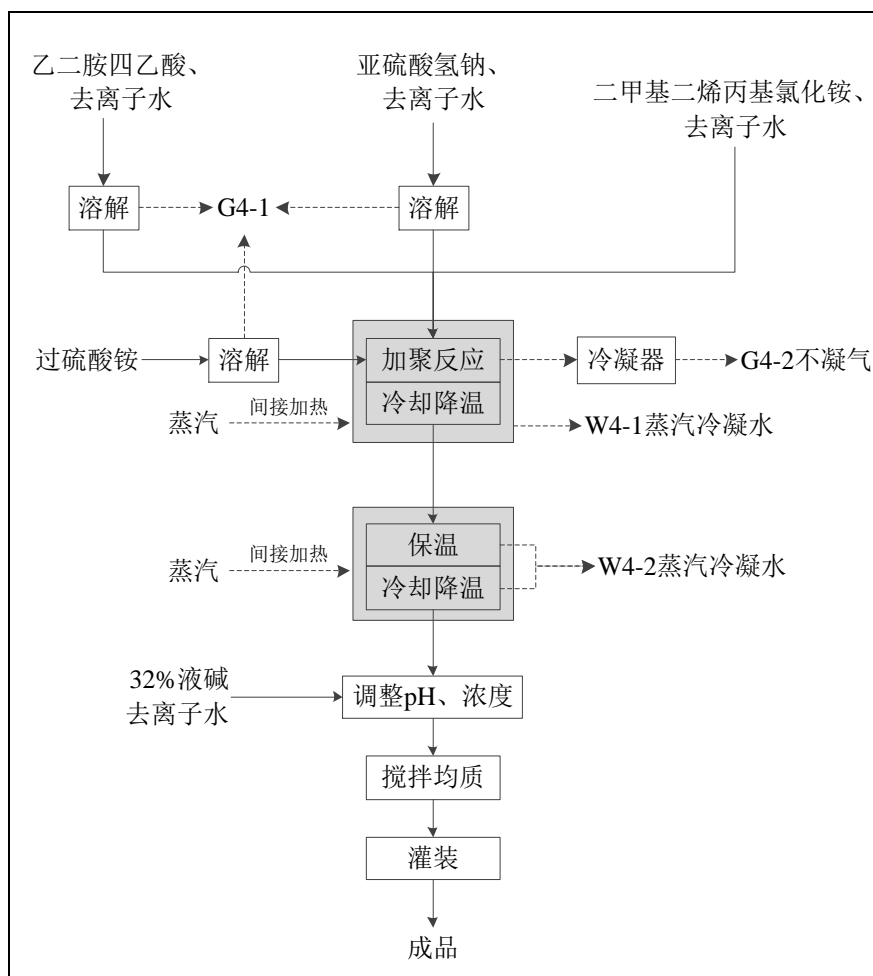 乙二胺四乙酸、
去离子水
亚硫酸氢钠、
去离子水
二甲基二烯丙基氯化铵、
去离子水
溶解
G4-1
溶解
过硫酸铵
溶解
加聚反应
冷凝器
G4-2不凝气
冷却降温
蒸汽
间接加热
W4-1蒸汽冷凝水
保温
蒸汽
间接加热
W4-2蒸汽冷凝水
冷却降温
32%液碱
去离子水
调整pH、浓度
搅拌均质
灌装
成品